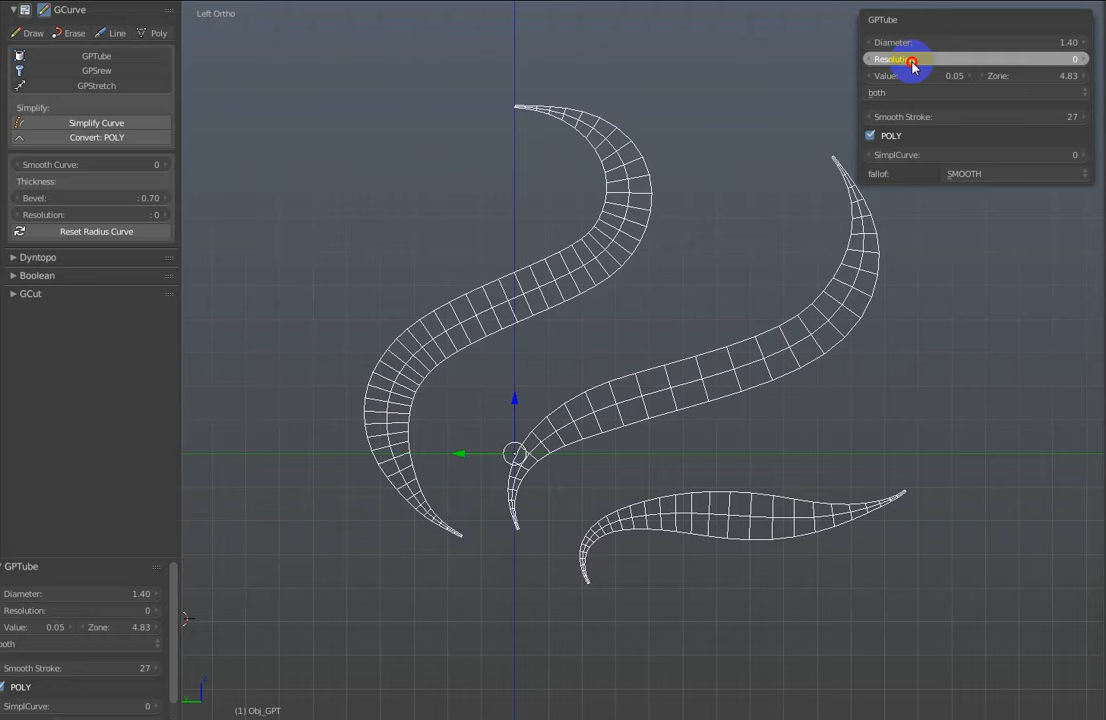 GCurve
Draw Erase Line Poly
GPTube
GPSrew
GPStretch
Simplify:
Simplify Curve
Convert: POLY
Smooth Curve: 0
Thickness:
Bevel: : 0.70
Resolution: : 0
Reset Radius Curve
Dyntopo
Boolean
GCut
Left Ortho
GPTube
Diameter: 1.40
Resolution: 0
Value: 0.05 Zone: 4.83
both
Smooth Stroke: 27
POLY
SimplCurve: 0
fallof: SMOOTH
GPTube
Diameter: 1.40
Resolution: 0
Value: 0.05 Zone: 4.83
ooth
Smooth Stroke: 27
POLY
SimplCurve: 0
y z
(1) Obj_GPT